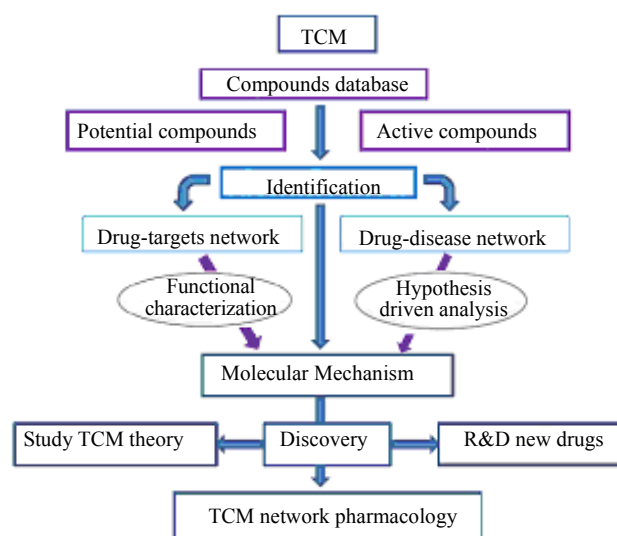 TCM
Compounds database
Potential compounds
Active compounds
Identification
Drug-targets network
Drug-disease network
Functional
characterization
Hypothesis
driven analysis
Molecular Mechanism
Study TCM theory
Discovery
R&D new drugs
TCM network pharmacology